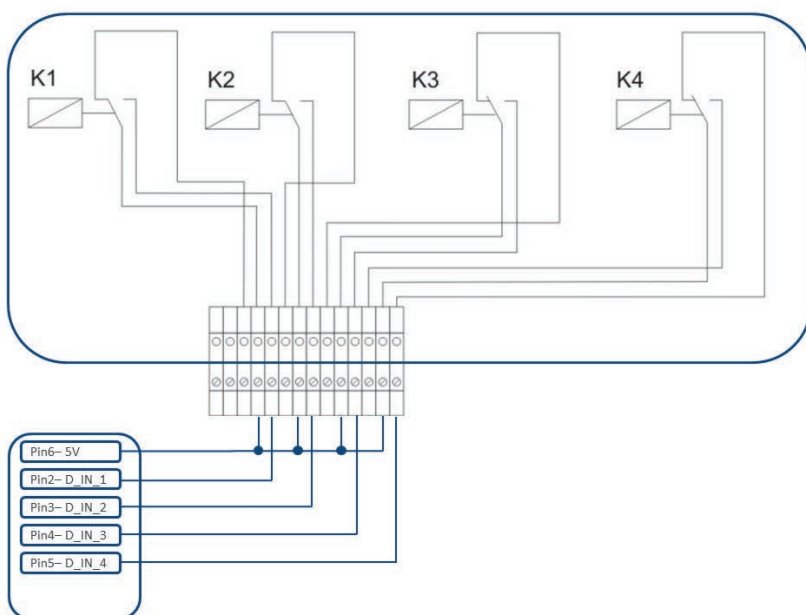 K1
K2
K3
K4
Pin6– 5V
Pin2– D_IN_1
Pin3– D_IN_2
Pin4– D_IN_3
Pin5– D_IN_4